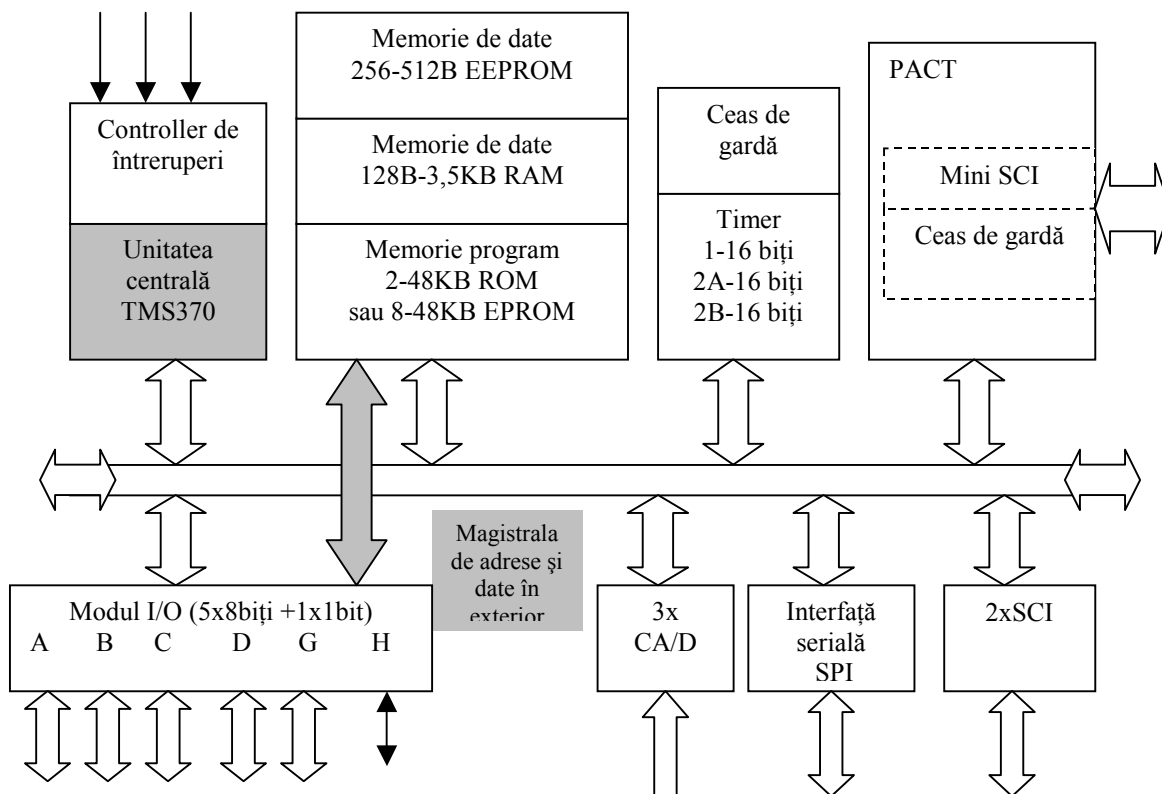 Controller de
întreruperi
Unitatea
centrală
TMS370
Memorie de date
256-512B EEPROM
Memorie de date
128B-3,5KB RAM
Memorie program
2-48KB ROM
sau 8-48KB EPROM
Ceas de
gardă
Timer
1-16 biți
2A-16 biți
2B-16 biți
PACT
Mini SCI
Ceas de gardă
Magistrala
de adrese şi
date în
exterior
Modul I/O (5x8biți +1x1bit)
A B C D G H
3x
CA/D
Interfață
serială
SPI
2xSCI